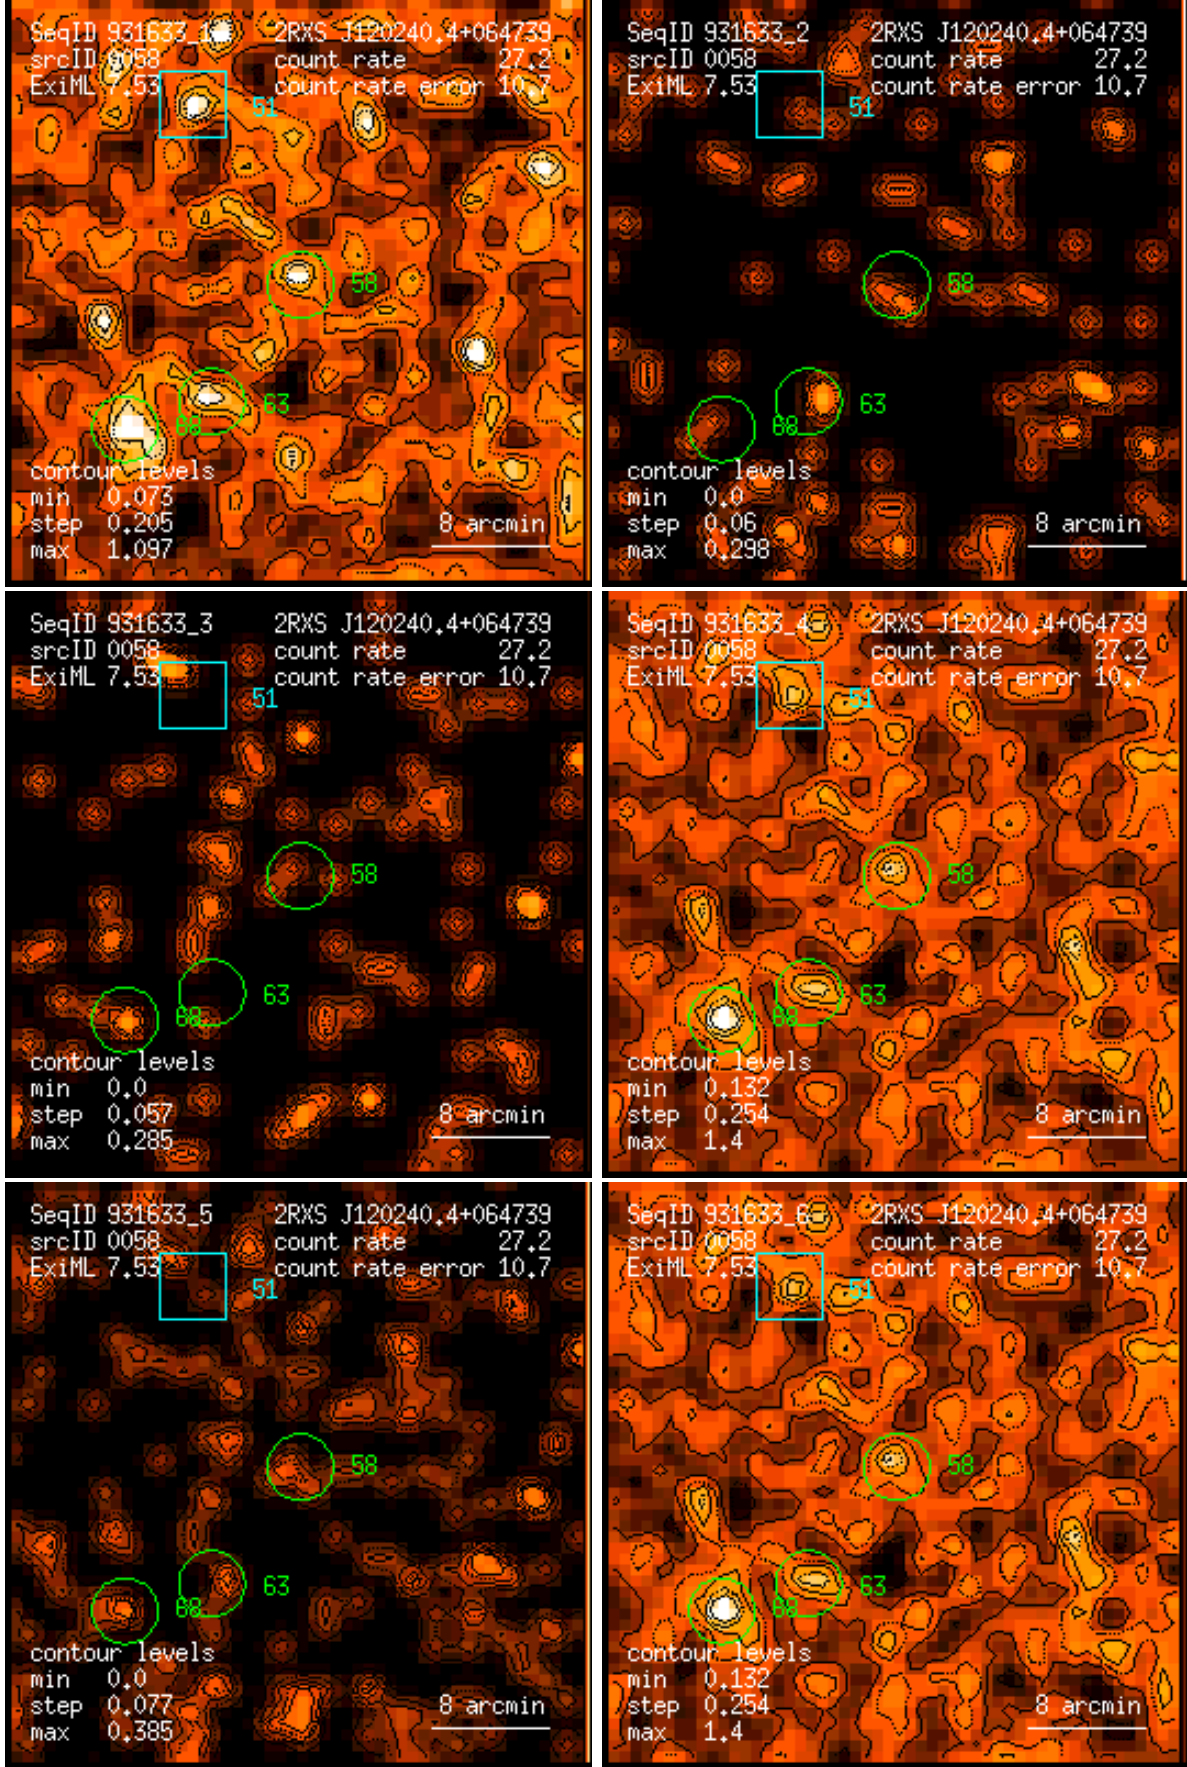 SeqID 931633_1 2RXS J120240.4+064739
srcID 0058 count rate 27.2
ExiML 7.53 count rate error 10.7
51
58
63
68
contour levels
min 0.073
step 0.205
max 1.097
8 arcmin
SeqID 931633_2 2RXS J120240.4+064739
srcID 0058 count rate 27.2
ExiML 7.53 count rate error 10.7
51
58
63
68
contour levels
min 0.0
step 0.06
max 0.298
8 arcmin
SeqID 931633_3 2RXS J120240.4+064739
srcID 0058 count rate 27.2
ExiML 7.53 count rate error 10.7
51
58
63
68
contour levels
min 0.0
step 0.057
max 0.285
8 arcmin
SeqID 931633_4 2RXS J120240.4+064739
srcID 0058 count rate 27.2
ExiML 7.53 count rate error 10.7
51
58
63
68
contour levels
min 0.132
step 0.254
max 1.4
8 arcmin
SeqID 931633_5 2RXS J120240.4+064739
srcID 0058 count rate 27.2
ExiML 7.53 count rate error 10.7
51
58
63
68
contour levels
min 0.0
step 0.077
max 0.385
8 arcmin
SeqID 931633_6 2RXS J120240.4+064739
srcID 0058 count rate 27.2
ExiML 7.53 count rate error 10.7
51
58
63
68
contour levels
min 0.132
step 0.254
max 1.4
8 arcmin